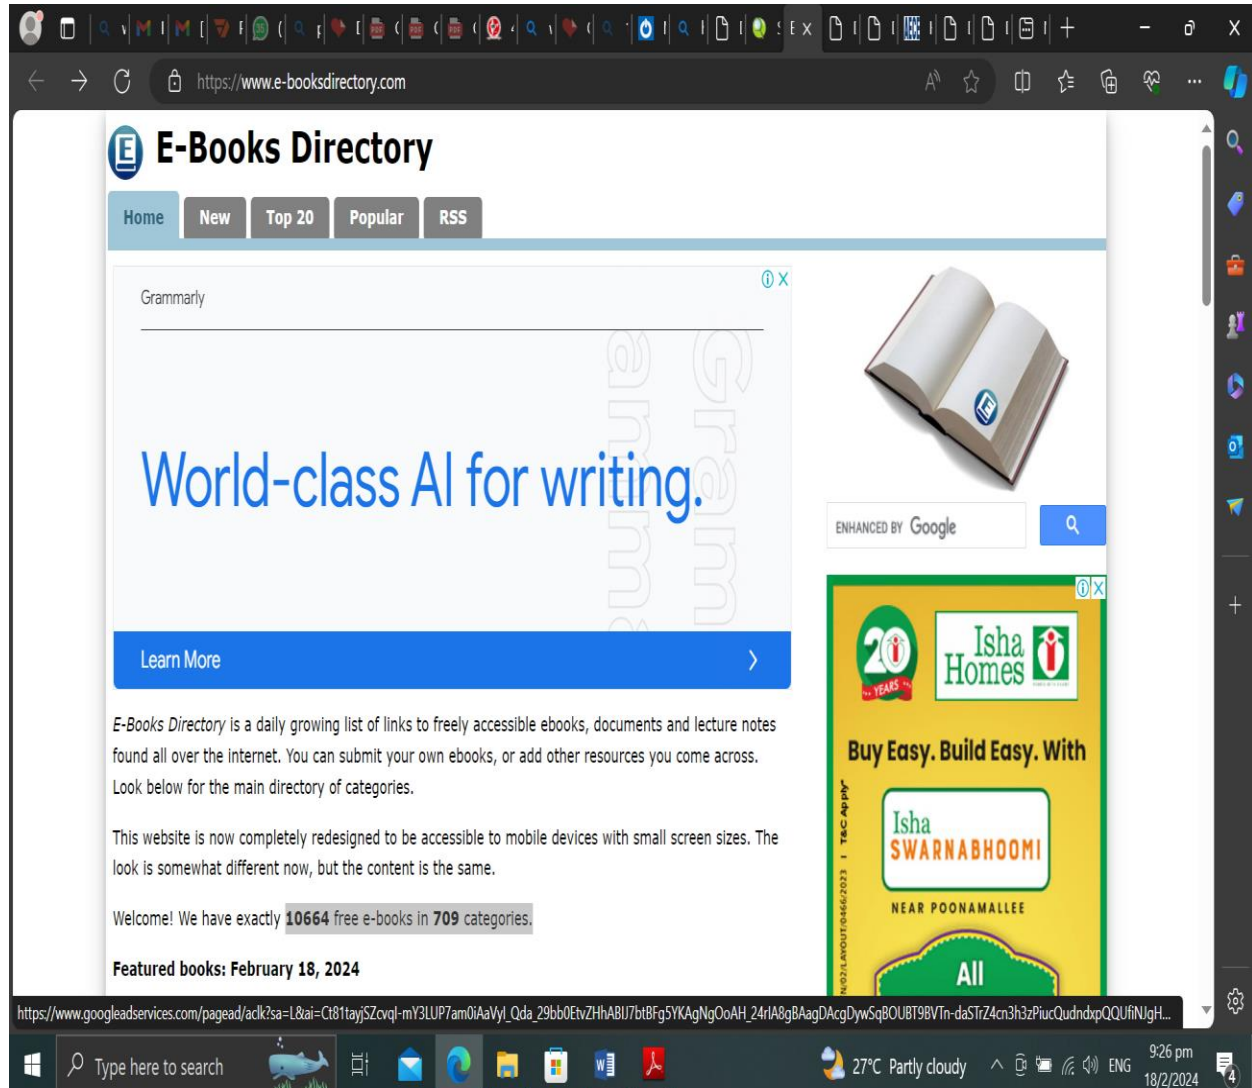 https://www.e-booksdirectory.com
E-Books Directory
Home New Top 20 Popular RSS
Grammarly
World-class AI for writing.
Gram
amm
Learn More
ENHANCED BY Google
E-Books Directory is a daily growing list of links to freely accessible ebooks, documents and lecture notes
found all over the internet. You can submit your own ebooks, or add other resources you come across.
Look below for the main directory of categories.
This website is now completely redesigned to be accessible to mobile devices with small screen sizes. The
look is somewhat different now, but the content is the same.
Welcome! We have exactly 10664 free e-books in 709 categories.
Featured books: February 18, 2024
20
YEARS
Isha
Homes
Buy Easy. Build Easy. With
Isha
SWARNABHOOMI
NEAR POONAMALLEE
All
N/02/LAYOUT/0466/2023 I T&C Apply*
Type here to search
27°C Partly cloudy
ENG
9:26 pm
18/2/2024
4